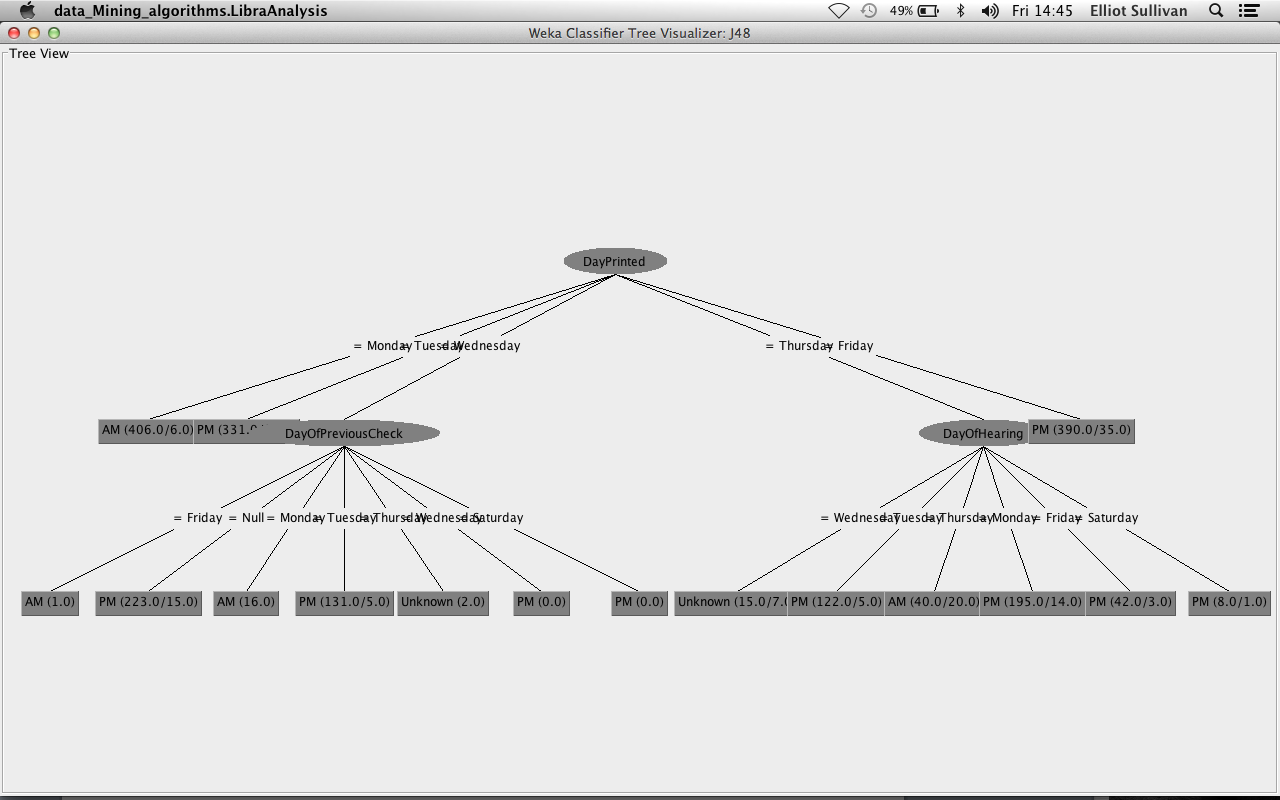 data_Mining_algorithms.LibraAnalysis 49% Fri 14:45 Elliot Sullivan
Weka Classifier Tree Visualizer: J48
Tree View
DayPrinted
= Monday = Tuesday = Wednesday = Thursday = Friday
AM (406.0/6.0) PM (331.0 DayOfPreviousCheck DayOfHearing PM (390.0/35.0)
= Friday = Null = Monday = Tuesday = Thursday = Wednesday = Saturday = Wednesday = Tuesday = Thursday = Monday = Friday = Saturday
AM (1.0) PM (223.0/15.0) AM (16.0) PM (131.0/5.0) Unknown (2.0) PM (0.0) PM (0.0) Unknown (15.0/7.0) PM (122.0/5.0) AM (40.0/20.0) PM (195.0/14.0) PM (42.0/3.0) PM (8.0/1.0)